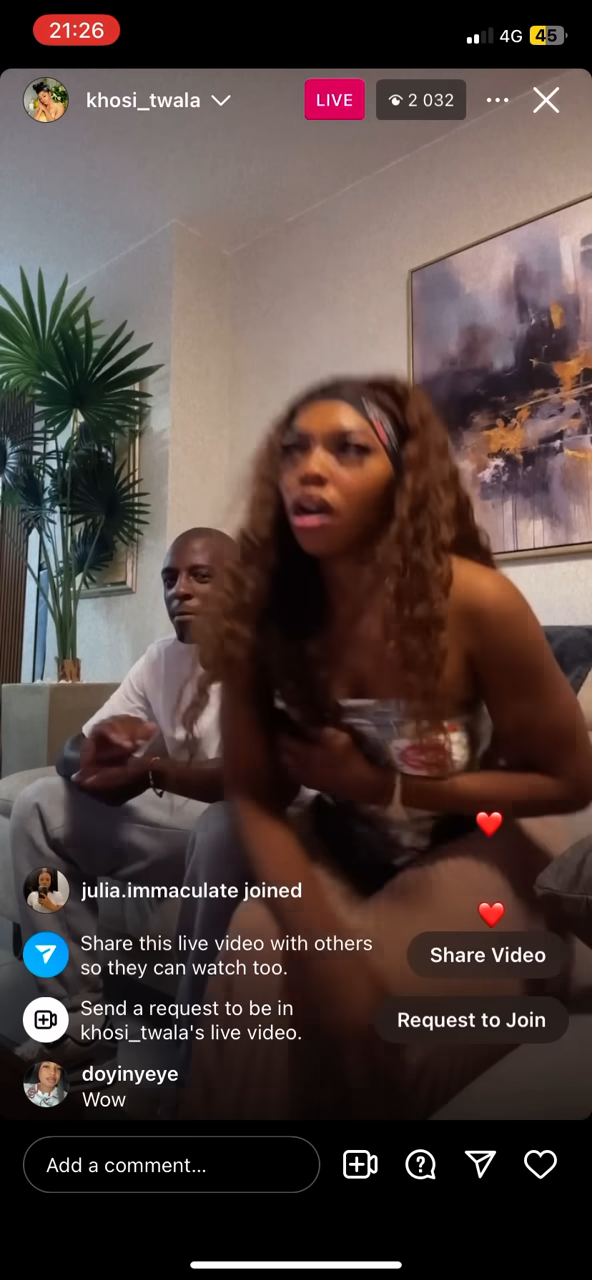 21:26
4G 45
khosi_twala LIVE 2 032
julia.immaculate joined
Share this live video with others
so they can watch too.
Share Video
Send a request to be in
khosi_twala's live video.
Request to Join
doyinyeye
Wow
Add a comment...